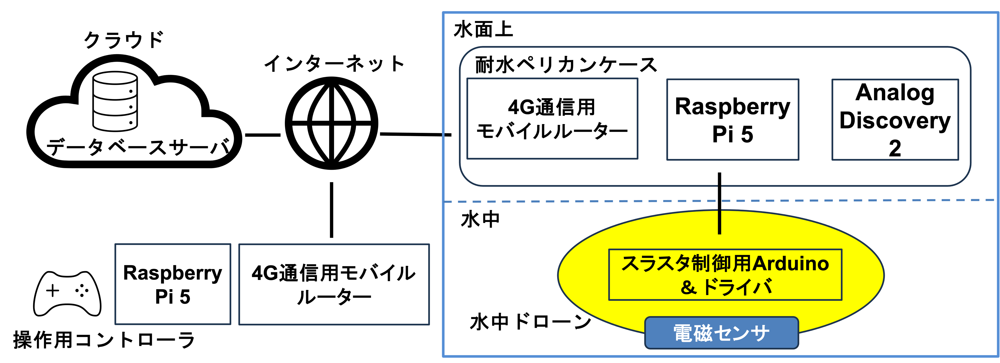 クラウド
データベースサーバ
インターネット
水面上
耐水ペリカンケース
4G通信用
モバイルルーター
Raspberry
Pi 5
Analog
Discovery
2
水中
スラスタ制御用Arduino
&ドライバ
水中ドローン
電磁センサ
Raspberry
Pi 5
4G通信用モバイル
ルーター
操作用コントローラ